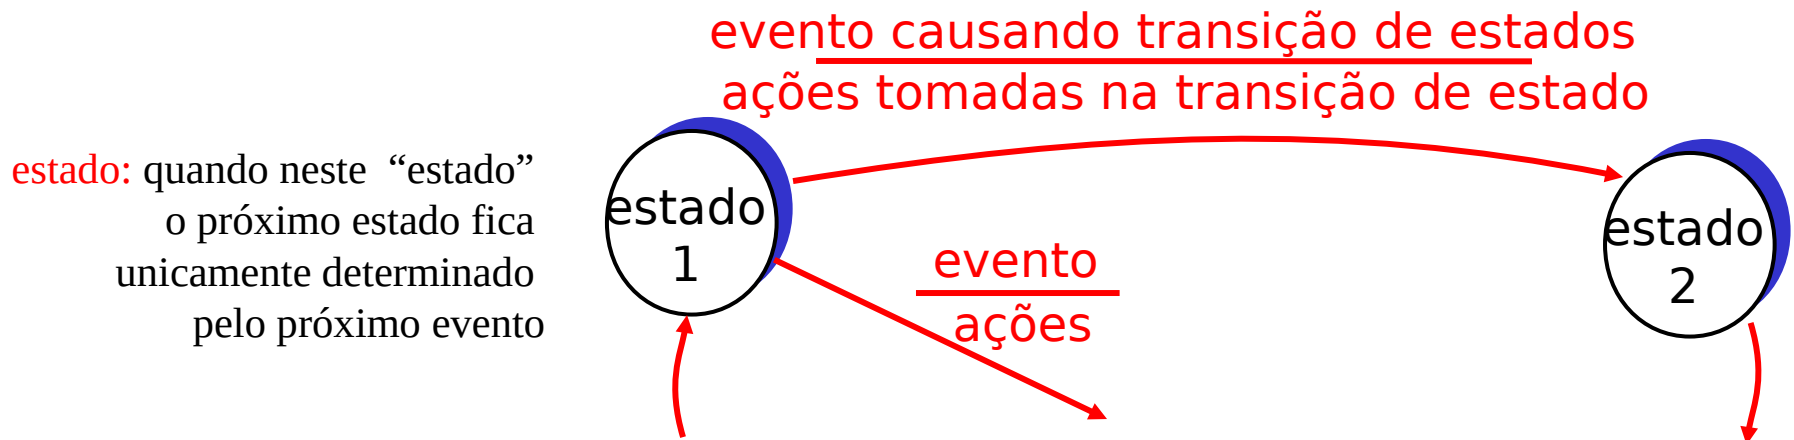 evento causando transição de estados
ações tomadas na transição de estado
estado: quando neste “estado”
o próximo estado fica
unicamente determinado
pelo próximo evento
estado
1
evento
ações
estado
2